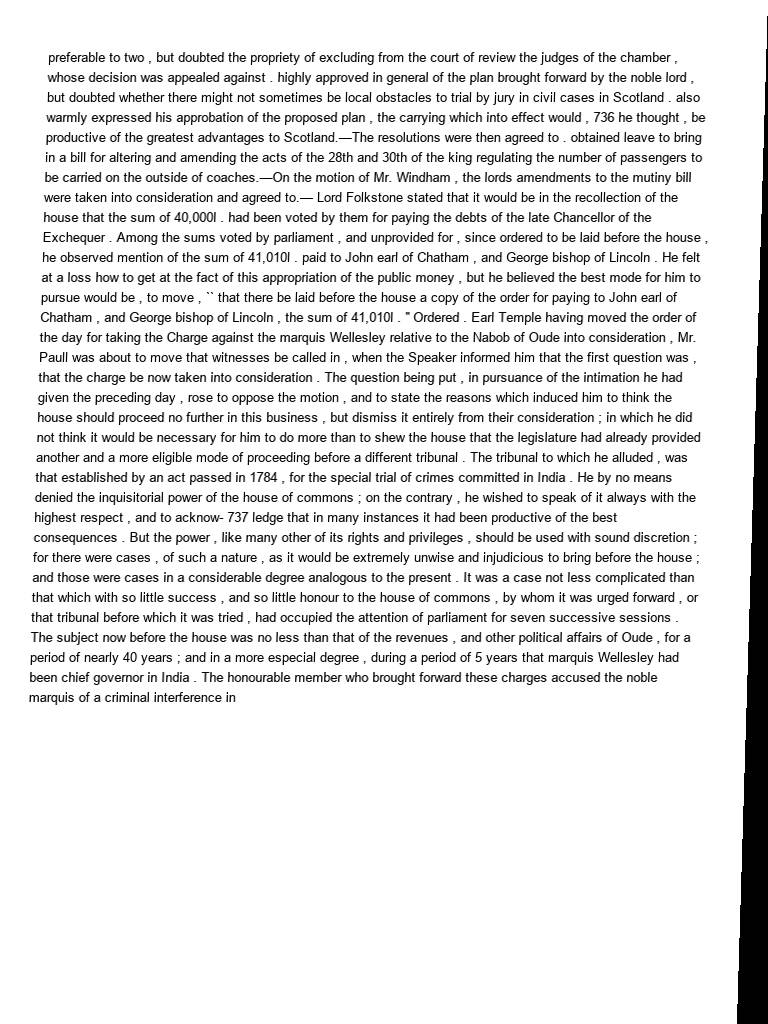 preferable to two , but doubted the propriety of excluding from the court of review the judges of the chamber ,
whose decision was appealed against . highly approved in general of the plan brought forward by the noble lord ,
but doubted whether there might not sometimes be local obstacles to trial by jury in civil cases in Scotland . also
warmly expressed his approbation of the proposed plan , the carrying which into effect would , 736 he thought , be
productive of the greatest advantages to Scotland.—The resolutions were then agreed to . obtained leave to bring
in a bill for altering and amending the acts of the 28th and 30th of the king regulating the number of passengers to
be carried on the outside of coaches.—On the motion of Mr. Windham , the lords amendments to the mutiny bill
were taken into consideration and agreed to.— Lord Folkstone stated that it would be in the recollection of the
house that the sum of 40,000l . had been voted by them for paying the debts of the late Chancellor of the
Exchequer . Among the sums voted by parliament , and unprovided for , since ordered to be laid before the house ,
he observed mention of the sum of 41,010l . paid to John earl of Chatham , and George bishop of Lincoln . He felt
at a loss how to get at the fact of this appropriation of the public money , but he believed the best mode for him to
pursue would be , to move , `` that there be laid before the house a copy of the order for paying to John earl of
Chatham , and George bishop of Lincoln , the sum of 41,010l . " Ordered . Earl Temple having moved the order of
the day for taking the Charge against the marquis Wellesley relative to the Nabob of Oude into consideration , Mr.
Paull was about to move that witnesses be called in , when the Speaker informed him that the first question was ,
that the charge be now taken into consideration . The question being put , in pursuance of the intimation he had
given the preceding day , rose to oppose the motion , and to state the reasons which induced him to think the
house should proceed no further in this business , but dismiss it entirely from their consideration ; in which he did
not think it would be necessary for him to do more than to shew the house that the legislature had already provided
another and a more eligible mode of proceeding before a different tribunal . The tribunal to which he alluded , was
that established by an act passed in 1784 , for the special trial of crimes committed in India . He by no means
denied the inquisitorial power of the house of commons ; on the contrary , he wished to speak of it always with the
highest respect , and to acknow- 737 ledge that in many instances it had been productive of the best
consequences . But the power , like many other of its rights and privileges , should be used with sound discretion ;
for there were cases , of such a nature , as it would be extremely unwise and injudicious to bring before the house ;
and those were cases in a considerable degree analogous to the present . It was a case not less complicated than
that which with so little success , and so little honour to the house of commons , by whom it was urged forward , or
that tribunal before which it was tried , had occupied the attention of parliament for seven successive sessions .
The subject now before the house was no less than that of the revenues , and other political affairs of Oude , for a
period of nearly 40 years ; and in a more especial degree , during a period of 5 years that marquis Wellesley had
been chief governor in India . The honourable member who brought forward these charges accused the noble
marquis of a criminal interference in